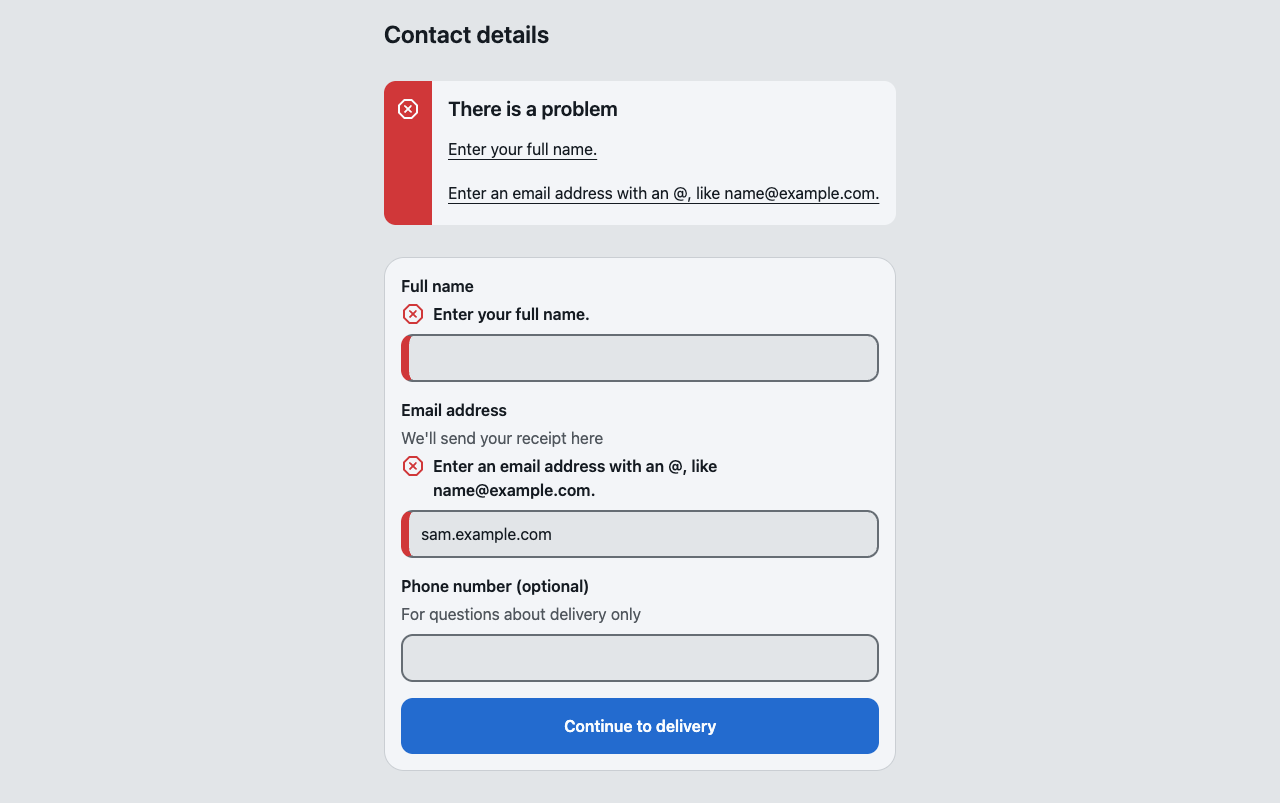 Contact details
There is a problem
Enter your full name.
Enter an email address with an @, like name@example.com.
Full name
Enter your full name.
Email address
We'll send your receipt here
Enter an email address with an @, like
name@example.com.
sam.example.com
Phone number (optional)
For questions about delivery only
Continue to delivery